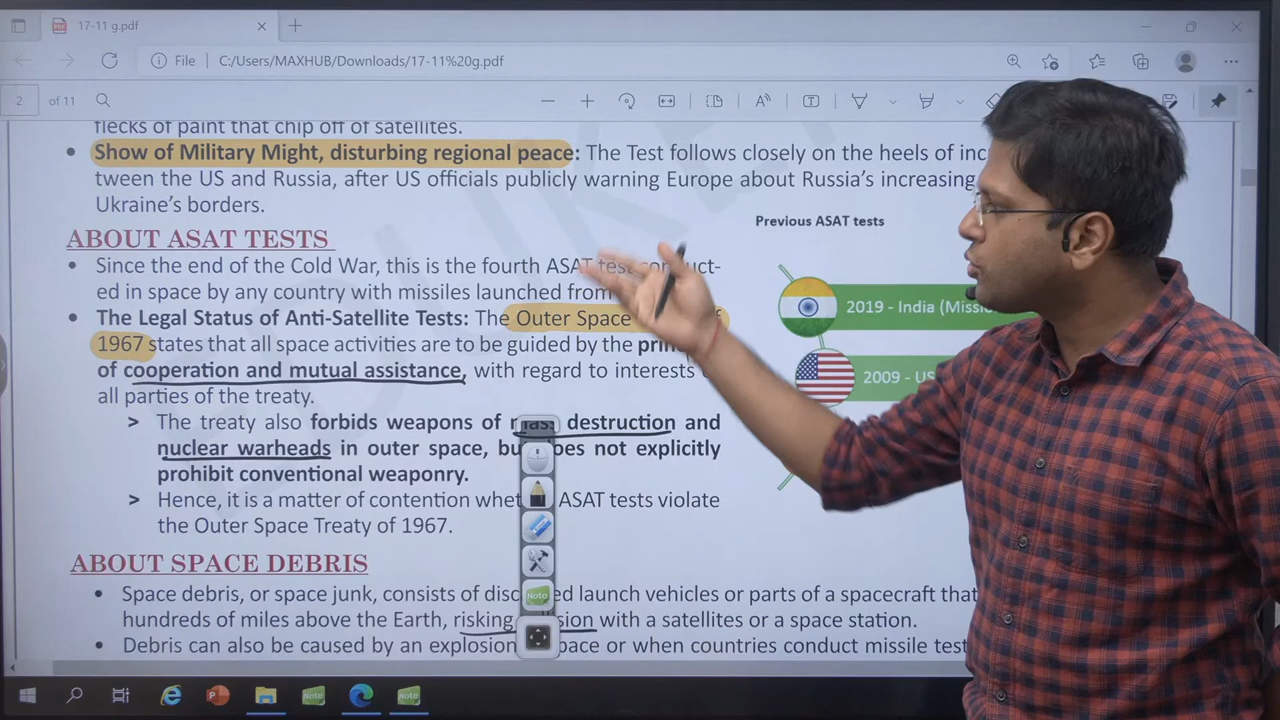 17-11 g.pdf
File
C:/Users/MAXHUB/Downloads/17-11%20g.pdf
2 of 11
flecks of paint that chip off of satellites.
• Show of Military Might, disturbing regional peace: The Test follows closely on the heels of
tween the US and Russia, after US officials publicly warning Europe about Russia's increasing
Ukraine's borders.
ABOUT ASAT TESTS
• Since the end of the Cold War, this is the fourth ASAT test conduct-
ed in space by any country with missiles launched from
• The Legal Status of Anti-Satellite Tests: The Outer Space
1967 states that all space activities are to be guided by the
of cooperation and mutual assistance, with regard to interests
all parties of the treaty.
> The treaty also forbids weapons of mass destruction and
nuclear warheads in outer space, but does not explicitly
prohibit conventional weaponry.
> Hence, it is a matter of contention ASAT tests violate
the Outer Space Treaty of 1967.
Previous ASAT tests
2019 - India
2009 - US
ABOUT SPACE DEBRIS
• Space debris, or space junk, consists of launch vehicles or parts of a spacecraft that
hundreds of miles above the Earth, risking with a satellites or a space station.
• Debris can also be caused by an explosion or when countries conduct missile
Note
Note
Note